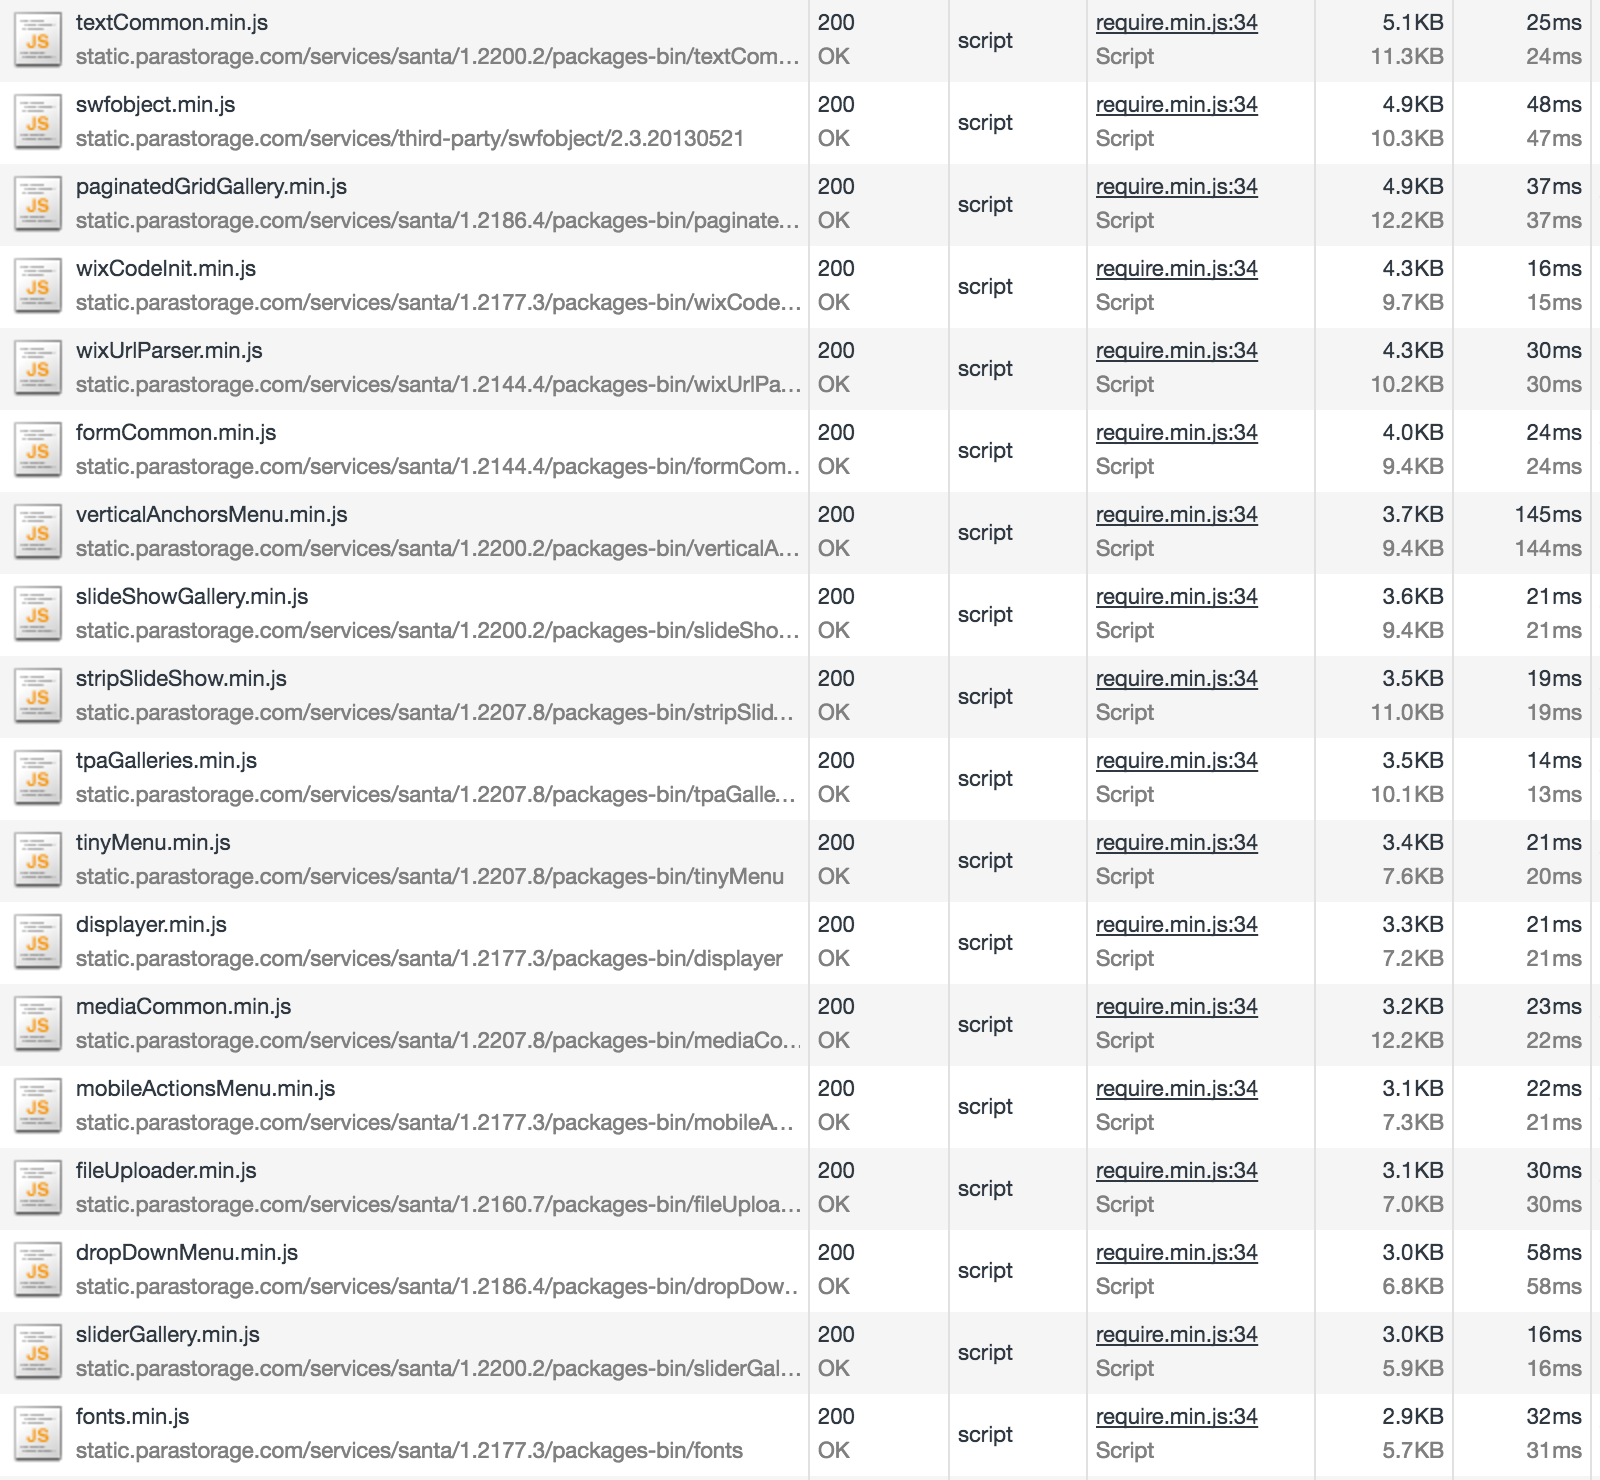 textCommon.min.js 200 script require.min.js:34 5.1KB 25ms
JS static.parastorage.com/services/santa/1.2200.2/packages-bin/textCom... OK Script 11.3KB 24ms
swfobject.min.js 200 script require.min.js:34 4.9KB 48ms
JS static.parastorage.com/services/third-party/swfobject/2.3.20130521 OK Script 10.3KB 47ms
paginatedGridGallery.min.js 200 script require.min.js:34 4.9KB 37ms
JS static.parastorage.com/services/santa/1.2186.4/packages-bin/paginate... OK Script 12.2KB 37ms
wixCodeInit.min.js 200 script require.min.js:34 4.3KB 16ms
JS static.parastorage.com/services/santa/1.2177.3/packages-bin/wixCode... OK Script 9.7KB 15ms
wixUrlParser.min.js 200 script require.min.js:34 4.3KB 30ms
JS static.parastorage.com/services/santa/1.2144.4/packages-bin/wixUrlPa... OK Script 10.2KB 30ms
formCommon.min.js 200 script require.min.js:34 4.0KB 24ms
JS static.parastorage.com/services/santa/1.2144.4/packages-bin/formCom... OK Script 9.4KB 24ms
verticalAnchorsMenu.min.js 200 script require.min.js:34 3.7KB 145ms
JS static.parastorage.com/services/santa/1.2200.2/packages-bin/verticalA... OK Script 9.4KB 144ms
slideShowGallery.min.js 200 script require.min.js:34 3.6KB 21ms
JS static.parastorage.com/services/santa/1.2200.2/packages-bin/slideSho... OK Script 9.4KB 21ms
stripSlideShow.min.js 200 script require.min.js:34 3.5KB 19ms
JS static.parastorage.com/services/santa/1.2207.8/packages-bin/stripSlid... OK Script 11.0KB 19ms
tpaGalleries.min.js 200 script require.min.js:34 3.5KB 14ms
JS static.parastorage.com/services/santa/1.2207.8/packages-bin/tpaGalle... OK Script 10.1KB 13ms
tinyMenu.min.js 200 script require.min.js:34 3.4KB 21ms
JS static.parastorage.com/services/santa/1.2207.8/packages-bin/tinyMenu OK Script 7.6KB 20ms
displayer.min.js 200 script require.min.js:34 3.3KB 21ms
JS static.parastorage.com/services/santa/1.2177.3/packages-bin/displayer OK Script 7.2KB 21ms
mediaCommon.min.js 200 script require.min.js:34 3.2KB 23ms
JS static.parastorage.com/services/santa/1.2207.8/packages-bin/mediaCo... OK Script 12.2KB 22ms
mobileActionsMenu.min.js 200 script require.min.js:34 3.1KB 22ms
JS static.parastorage.com/services/santa/1.2177.3/packages-bin/mobileA... OK Script 7.3KB 21ms
fileUploader.min.js 200 script require.min.js:34 3.1KB 30ms
JS static.parastorage.com/services/santa/1.2160.7/packages-bin/fileUploa... OK Script 7.0KB 30ms
dropDownMenu.min.js 200 script require.min.js:34 3.0KB 58ms
JS static.parastorage.com/services/santa/1.2186.4/packages-bin/dropDow... OK Script 6.8KB 58ms
sliderGallery.min.js 200 script require.min.js:34 3.0KB 16ms
JS static.parastorage.com/services/santa/1.2200.2/packages-bin/sliderGal... OK Script 5.9KB 16ms
fonts.min.js 200 script require.min.js:34 2.9KB 32ms
JS static.parastorage.com/services/santa/1.2177.3/packages-bin/fonts OK Script 5.7KB 31ms